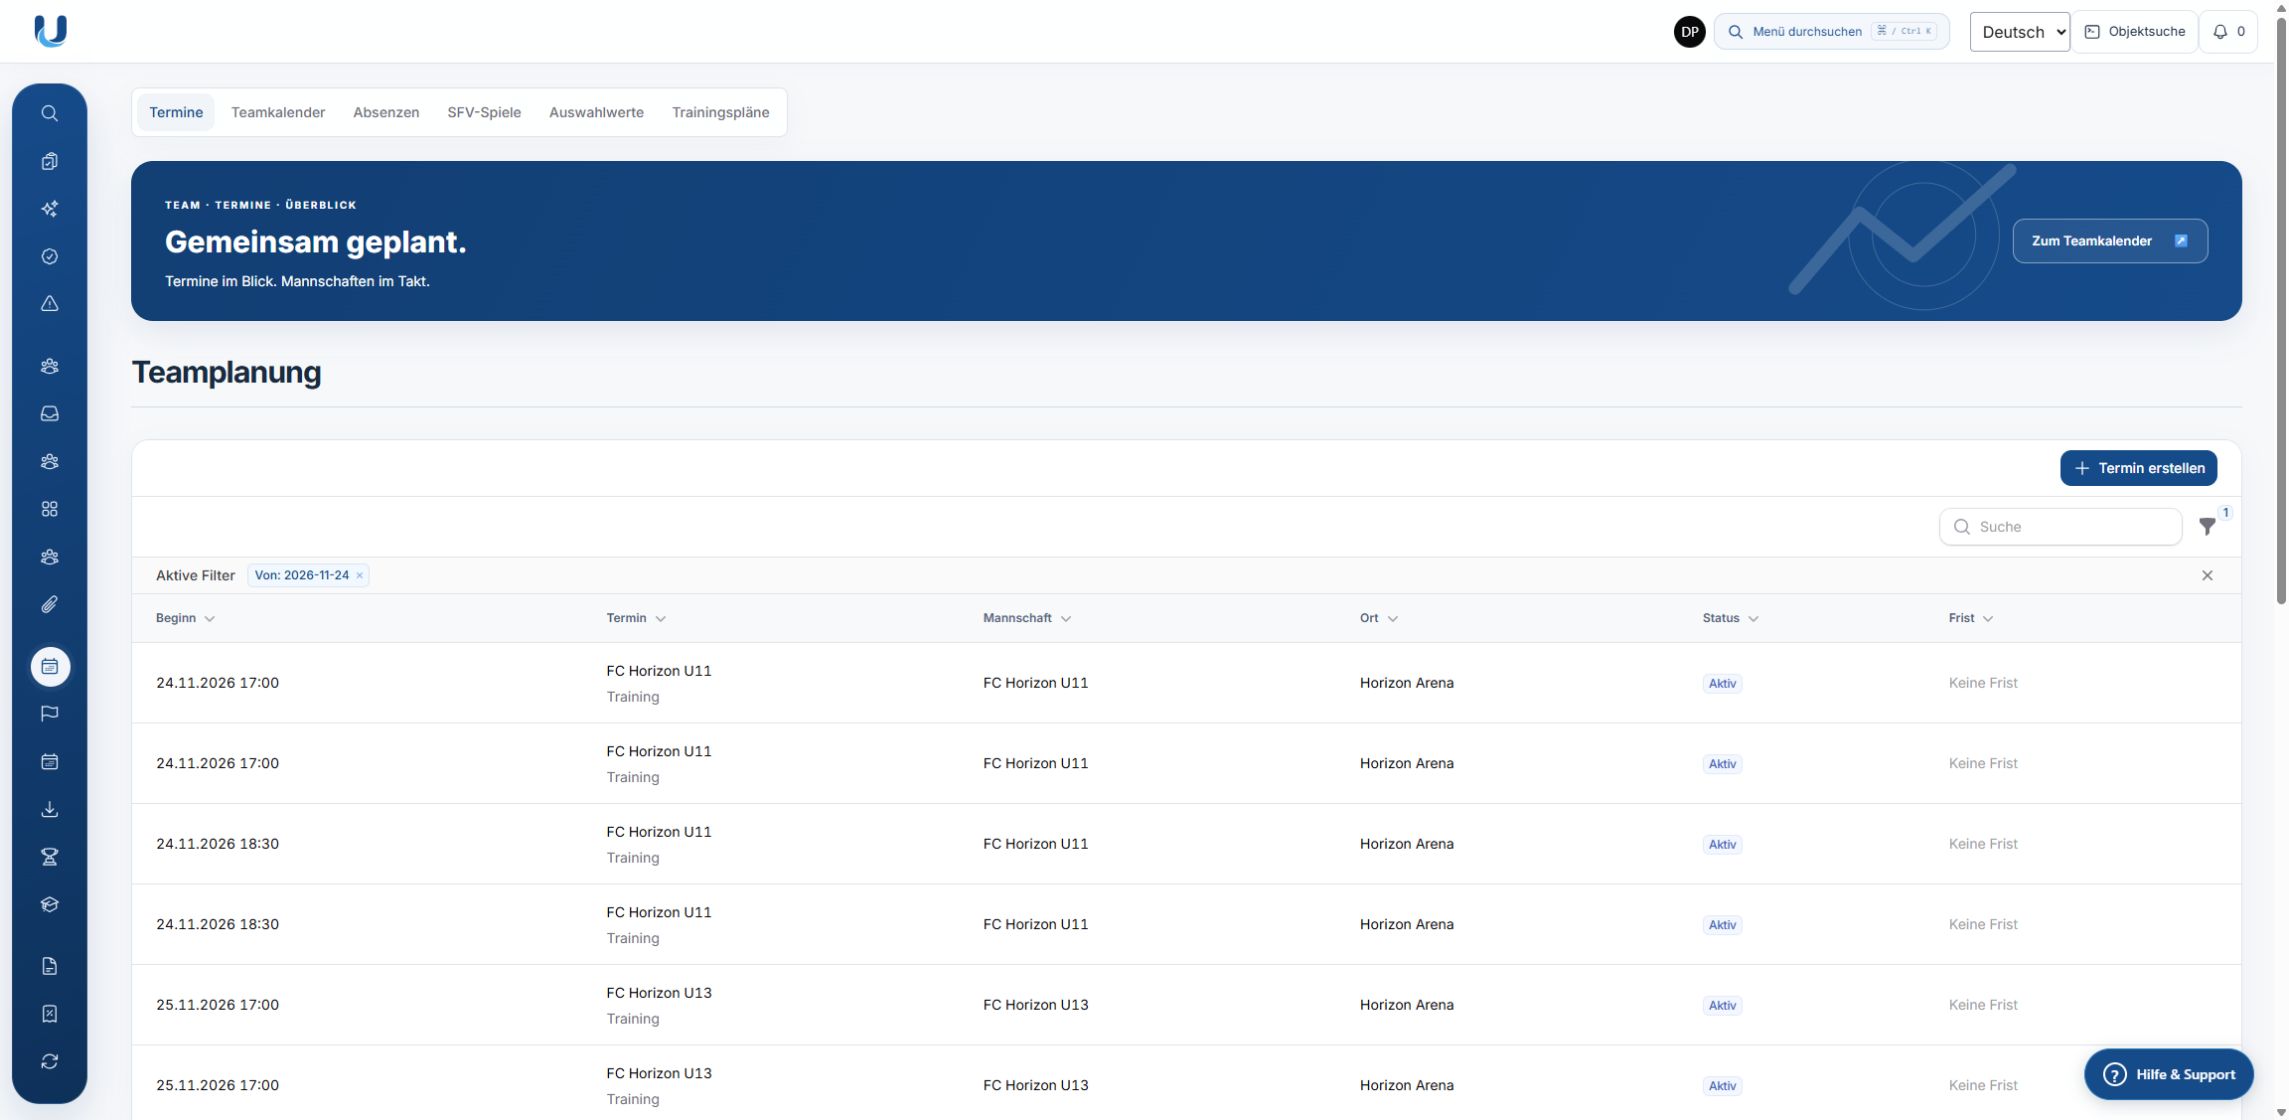 DP
Menü durchsuchen ⌘ / Ctrl K
Deutsch
Objektsuche
0
Termine Teamkalender Absenzen SFV-Spiele Auswahlwerte Trainingspläne
TEAM · TERMINE · ÜBERBLICK
Gemeinsam geplant.
Termine im Blick. Mannschaften im Takt.
Zum Teamkalender
Teamplanung
Termin erstellen
Suche
1
Aktive Filter Von: 2026-11-24 ×
Beginn Termin Mannschaft Ort Status Frist
24.11.2026 17:00 FC Horizon U11 FC Horizon U11 Horizon Arena Aktiv Keine Frist
Training
24.11.2026 17:00 FC Horizon U11 FC Horizon U11 Horizon Arena Aktiv Keine Frist
Training
24.11.2026 18:30 FC Horizon U11 FC Horizon U11 Horizon Arena Aktiv Keine Frist
Training
24.11.2026 18:30 FC Horizon U11 FC Horizon U11 Horizon Arena Aktiv Keine Frist
Training
25.11.2026 17:00 FC Horizon U13 FC Horizon U13 Horizon Arena Aktiv Keine Frist
Training
25.11.2026 17:00 FC Horizon U13 FC Horizon U13 Horizon Arena Aktiv Keine Frist
Training
Hilfe & Support